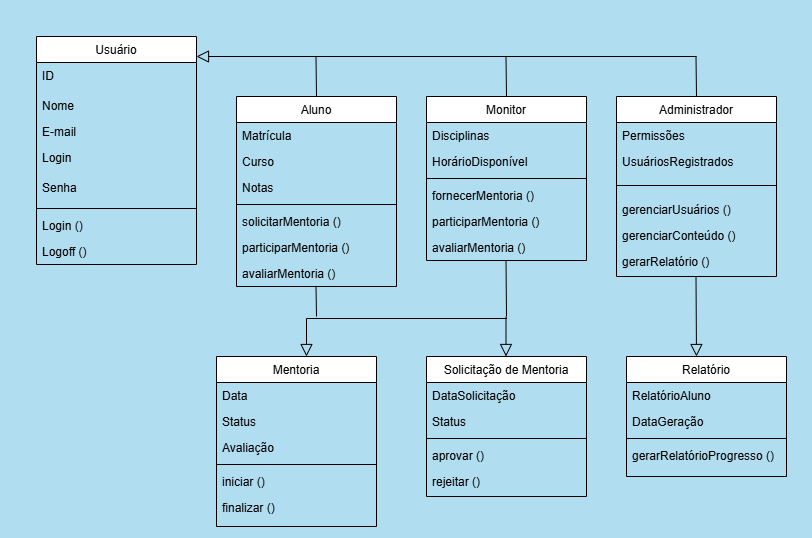 Usuário
ID
Nome
E-mail
Login
Senha
Login ()
Logoff ()
Aluno
Matrícula
Curso
Notas
solicitarMentoria ()
participarMentoria ()
avaliarMentoria ()
Monitor
Disciplinas
HorárioDisponível
fornecerMentoria ()
participarMentoria ()
avaliarMentoria ()
Administrador
Permissões
UsuáriosRegistrados
gerenciarUsuários ()
gerenciarConteúdo ()
gerarRelatório ()
Mentoria
Data
Status
Avaliação
iniciar ()
finalizar ()
Solicitação de Mentoria
DataSolicitação
Status
aprovar ()
rejeitar ()
Relatório
RelatórioAluno
DataGeração
gerarRelatórioProgresso ()